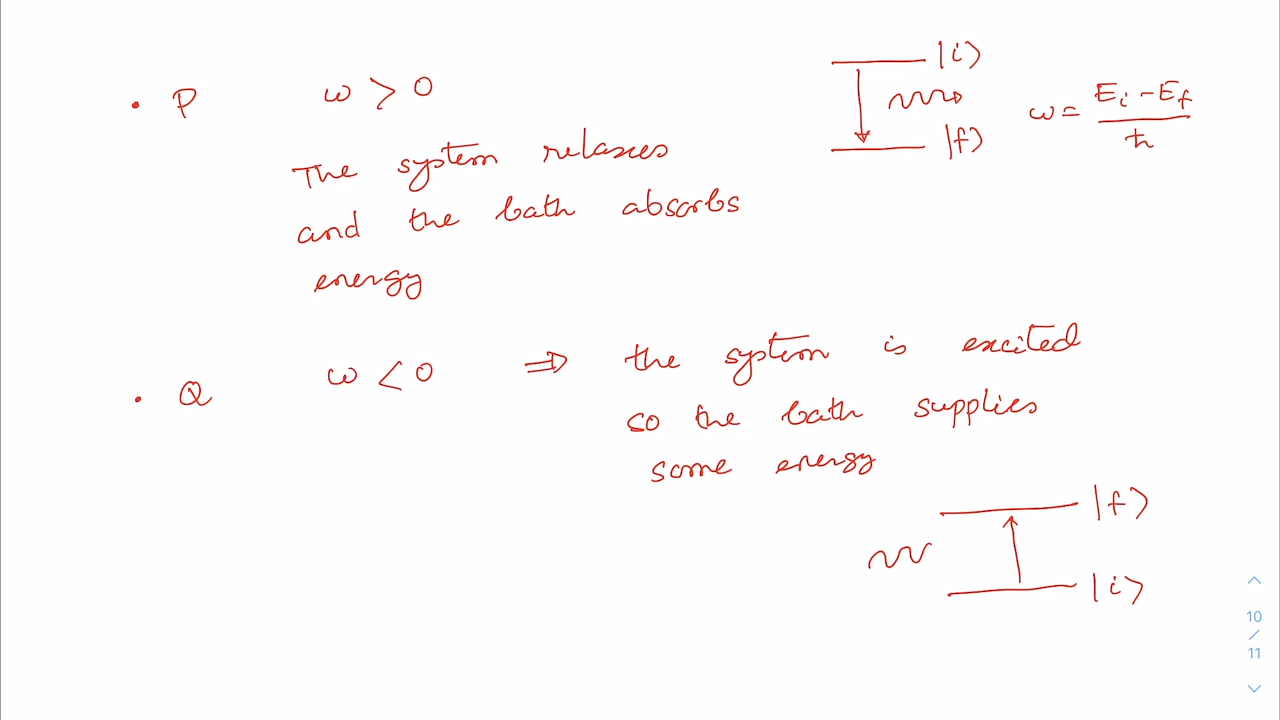 • P ω > 0
|i⟩
ω = (E_i - E_f) / ħ
|f⟩
The system relaxes
and the bath absorbs
energy
• Q ω < 0 ⇒ the system is excited
so the bath supplies
some energy
|f⟩
|i⟩
10
/
11